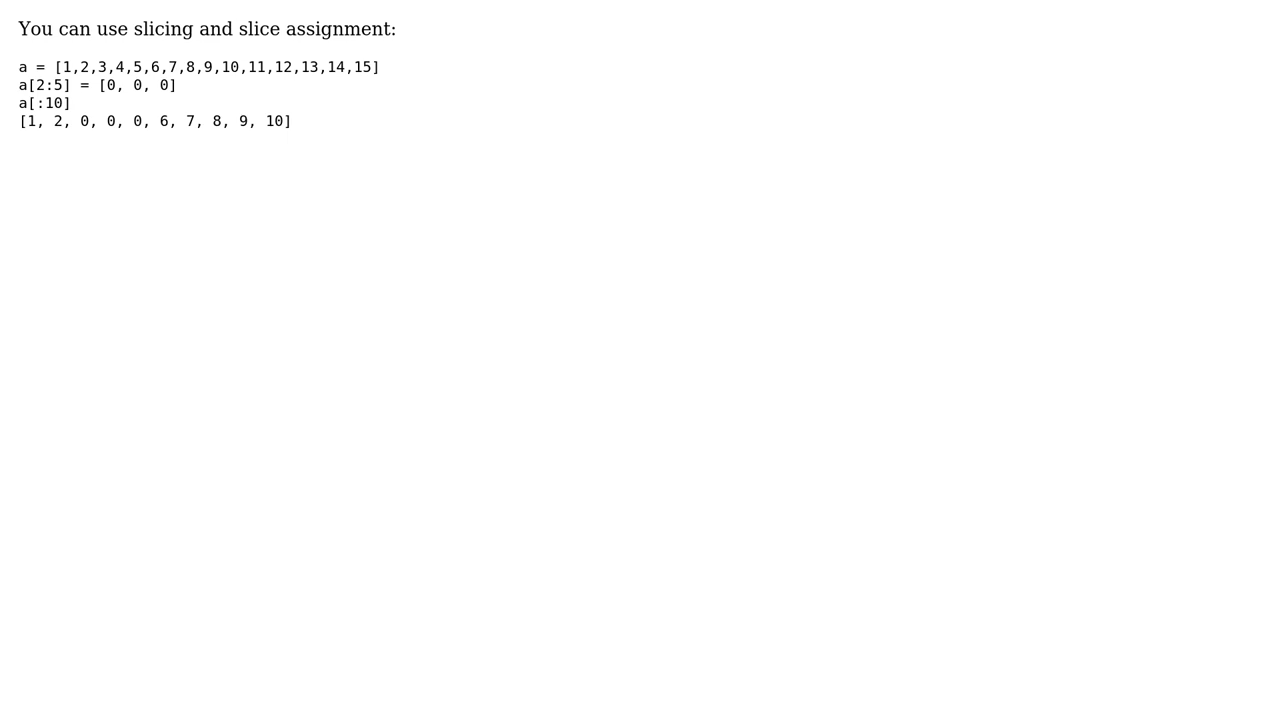 You can use slicing and slice assignment:
a = [1,2,3,4,5,6,7,8,9,10,11,12,13,14,15]
a[2:5] = [0, 0, 0]
a[:10]
[1, 2, 0, 0, 0, 6, 7, 8, 9, 10]